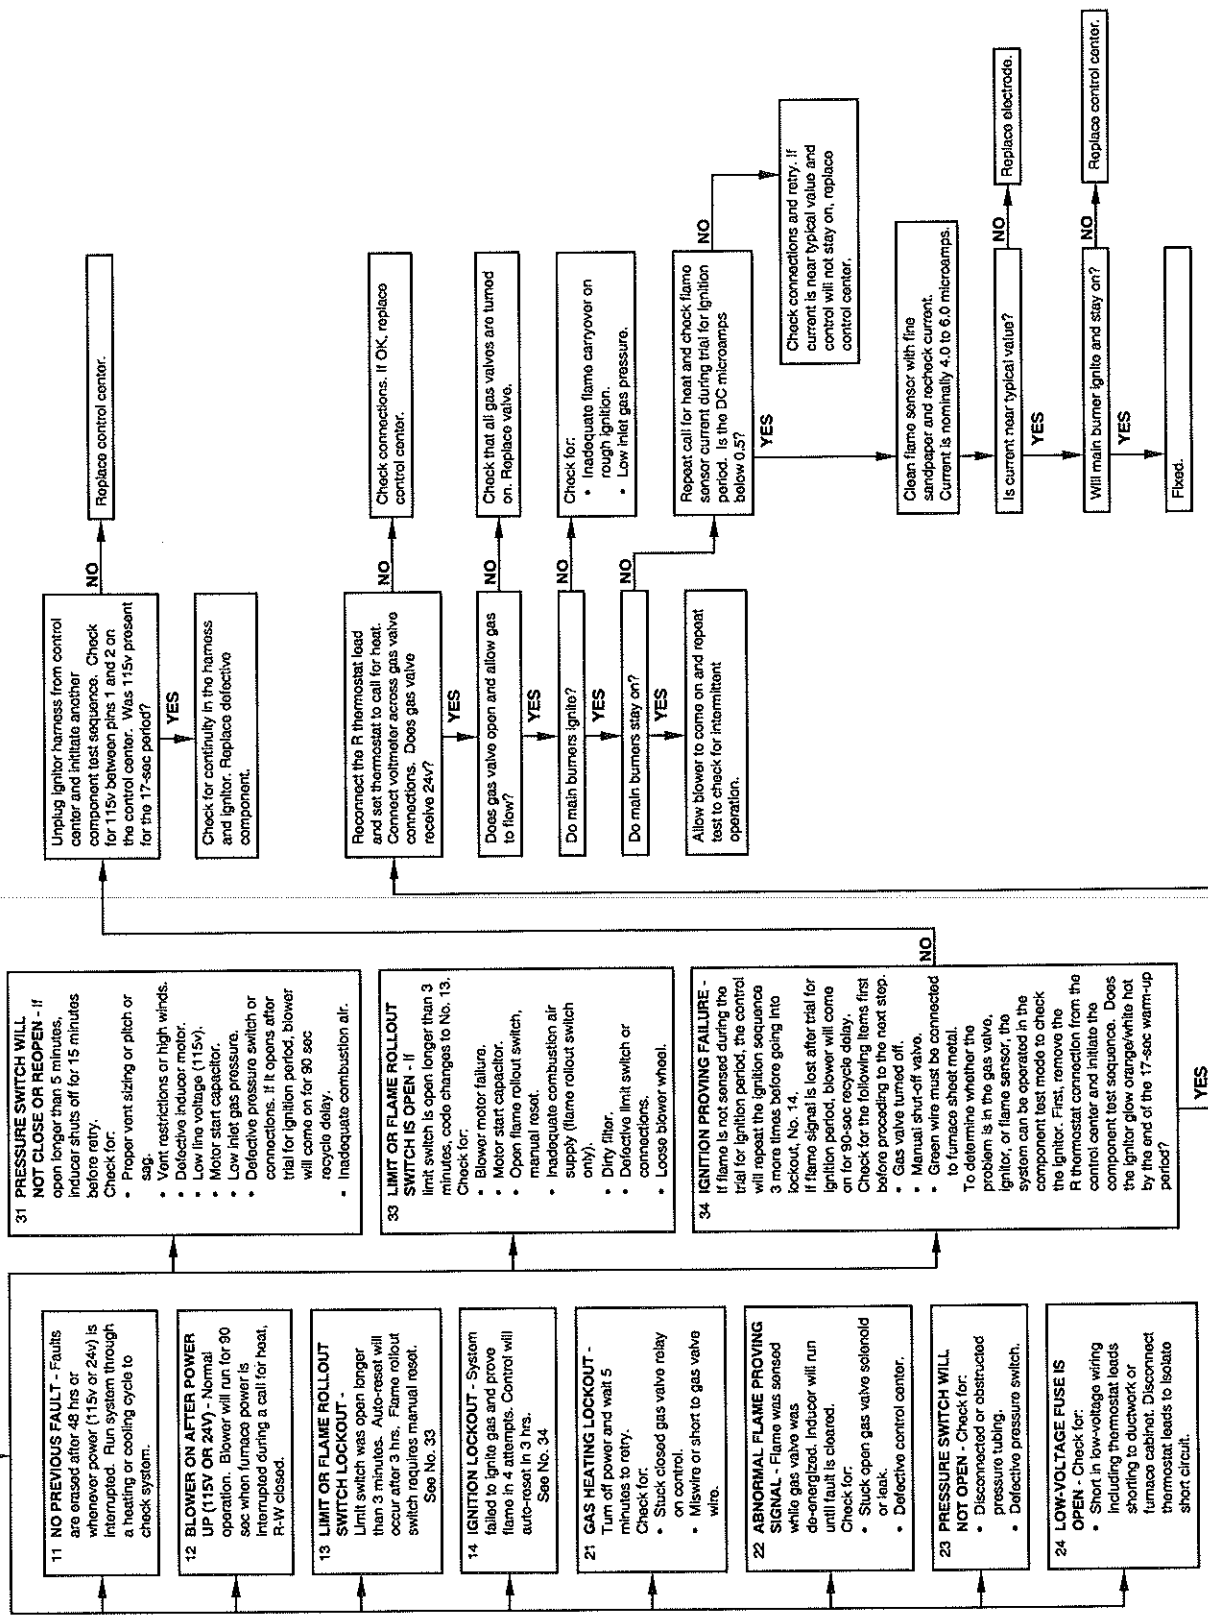 11 NO PREVIOUS FAULT - Faults
are erased after 48 hrs or
whenever power (115v or 24v) is
interrupted. Run system through
a heating or cooling cycle to
check system.
12 BLOWER ON AFTER POWER
UP (115V OR 24V) - Normal
operation. Blower will run for 90
sec when furnace power is
interrupted during a call for heat,
R-W closed.
13 LIMIT OR FLAME ROLLOUT
SWITCH LOCKOUT -
Limit switch was open longer
than 3 minutes. Auto-reset will
occur after 3 hrs. Flame rollout
switch requires manual reset.
See No. 33
14 IGNITION LOCKOUT - System
failed to ignite gas and prove
flame in 4 attempts. Control will
auto-reset in 3 hrs.
See No. 34
21 GAS HEATING LOCKOUT -
Turn off power and wait 5
minutes to retry.
Check for:
• Stuck closed gas valve relay
on control.
• Miswire or short to gas valve
wire.
22 ABNORMAL FLAME PROVING
SIGNAL - Flame was sensed
while gas valve was
de-energized. Inducer will run
until fault is cleared.
Check for:
• Stuck open gas valve solenoid
or leak.
• Defective control center.
23 PRESSURE SWITCH WILL
NOT OPEN - Check for:
• Disconnected or obstructed
pressure tubing.
• Defective pressure switch.
24 LOW-VOLTAGE FUSE IS
OPEN - Check for:
• Short in low-voltage wiring
including thermostat leads
shorting to ductwork or
furnace cabinet. Disconnect
thermostat leads to isolate
short circuit.
31 PRESSURE SWITCH WILL
NOT CLOSE OR REOPEN - If
open longer than 5 minutes,
inducer shuts off for 15 minutes
before retry.
Check for:
• Proper vent sizing or pitch or
sag.
• Vent restrictions or high winds.
• Defective inducer motor.
• Low line voltage (115v).
• Motor start capacitor.
• Low inlet gas pressure.
• Defective pressure switch or
connections. If it opens after
trial for ignition period, blower
will come on for 90 sec
recycle delay.
• Inadequate combustion air.
33 LIMIT OR FLAME ROLLOUT
SWITCH IS OPEN - If
limit switch is open longer than 3
minutes, code changes to No. 13.
Check for:
• Blower motor failure.
• Motor start capacitor.
• Open flame rollout switch,
manual reset.
• Inadequate combustion air
supply (flame rollout switch
only).
• Dirty filter.
• Defective limit switch or
connections.
• Loose blower wheel.
34 IGNITION PROVING FAILURE -
If flame is not sensed during the
trial for ignition period, the control
will repeat the ignition sequence
3 more times before going into
lockout, No. 14.
If flame signal is lost after trial for
ignition period, blower will come
on for 90-sec recycle delay.
Check for the following items first
before proceding to the next step.
• Gas valve turned off.
• Manual shut-off valve.
• Green wire must be connected
to furnace sheet metal.
To determine whether the
problem is in the gas valve,
ignitor, or flame sensor, the
system can be operated in the
component test mode to check
the ignitor. First, remove the
R thermostat connection from the
control center and initiate the
component test sequence. Does
the ignitor glow orange/white hot
by the end of the 17-sec warm-up
period?
NO
YES
Unplug ignitor harness from control
center and inititate another
component test sequence. Check
for 115v between pins 1 and 2 on
the control center. Was 115v present
for the 17-sec period?
NO
Replace control center.
YES
Check for continuity in the harness
and ignitor. Replace defective
component.
Reconnect the R thermostat lead
and set thermostat to call for heat.
Connect voltmeter across gas valve
connections. Does gas valve
receive 24v?
NO
Check connections. If OK, replace
control center.
YES
Does gas valve open and allow gas
to flow?
NO
Check that all gas valves are turned
on. Replace valve.
YES
Do main burners ignite?
NO
Check for:
• Inadequate flame carryover on
rough ignition.
• Low inlet gas pressure.
YES
Do main burners stay on?
NO
YES
Allow blower to come on and repeat
test to check for intermittent
operation.
Repeat call for heat and check flame
sensor current during trial for ignition
period. Is the DC microamps
below 0.5?
NO
Check connections and retry. If
current is near typical value and
control will not stay on, replace
control center.
YES
Clean flame sensor with fine
sandpaper and recheck current.
Current is nominally 4.0 to 6.0 microamps.
Is current near typical value?
NO
Replace electrode.
YES
Will main burner ignite and stay on?
NO
Replace control center.
YES
Fixed.